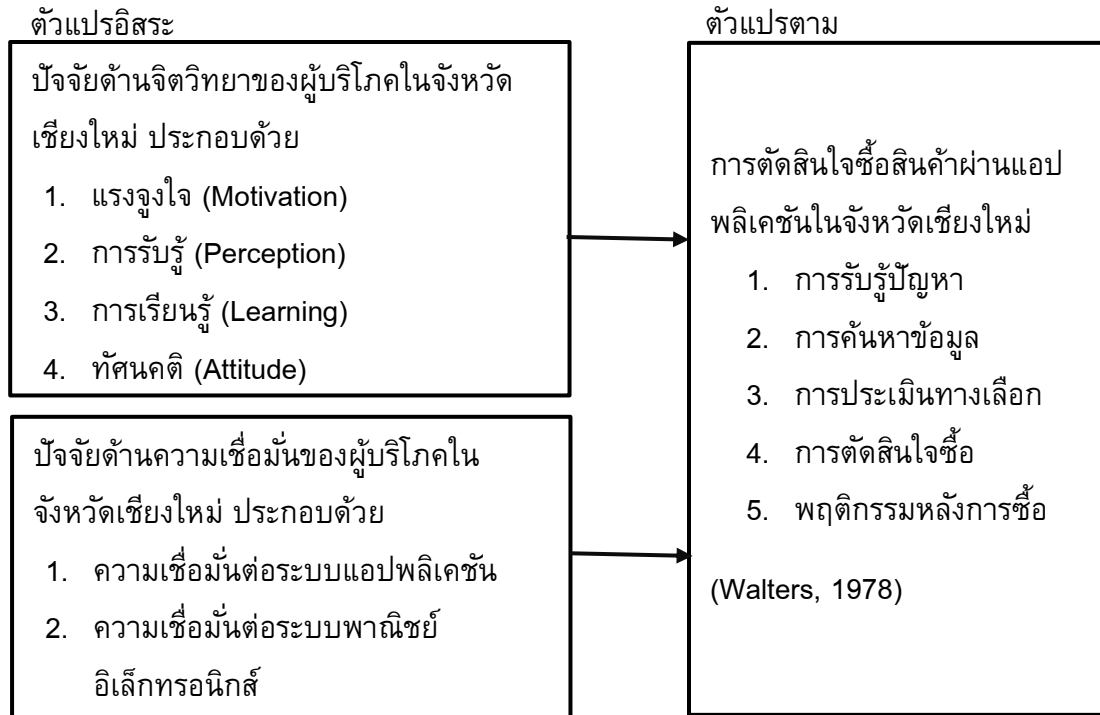 ตัวแปรอิสระ
ปัจจัยด้านจิตวิทยาของผู้บริโภคในจังหวัด
เชียงใหม่ ประกอบด้วย
1. แรงจูงใจ (Motivation)
2. การรับรู้ (Perception)
3. การเรียนรู้ (Learning)
4. ทัศนคติ (Attitude)
ปัจจัยด้านความเชื่อมั่นของผู้บริโภคใน
จังหวัดเชียงใหม่ ประกอบด้วย
1. ความเชื่อมั่นต่อระบบแอปพลิเคชัน
2. ความเชื่อมั่นต่อระบบพาณิชย์
อิเล็กทรอนิกส์
ตัวแปรตาม
การตัดสินใจซื้อสินค้าผ่านแอป
พลิเคชันในจังหวัดเชียงใหม่
1. การรับรู้ปัญหา
2. การค้นหาข้อมูล
3. การประเมินทางเลือก
4. การตัดสินใจซื้อ
5. พฤติกรรมหลังการซื้อ
(Walters, 1978)